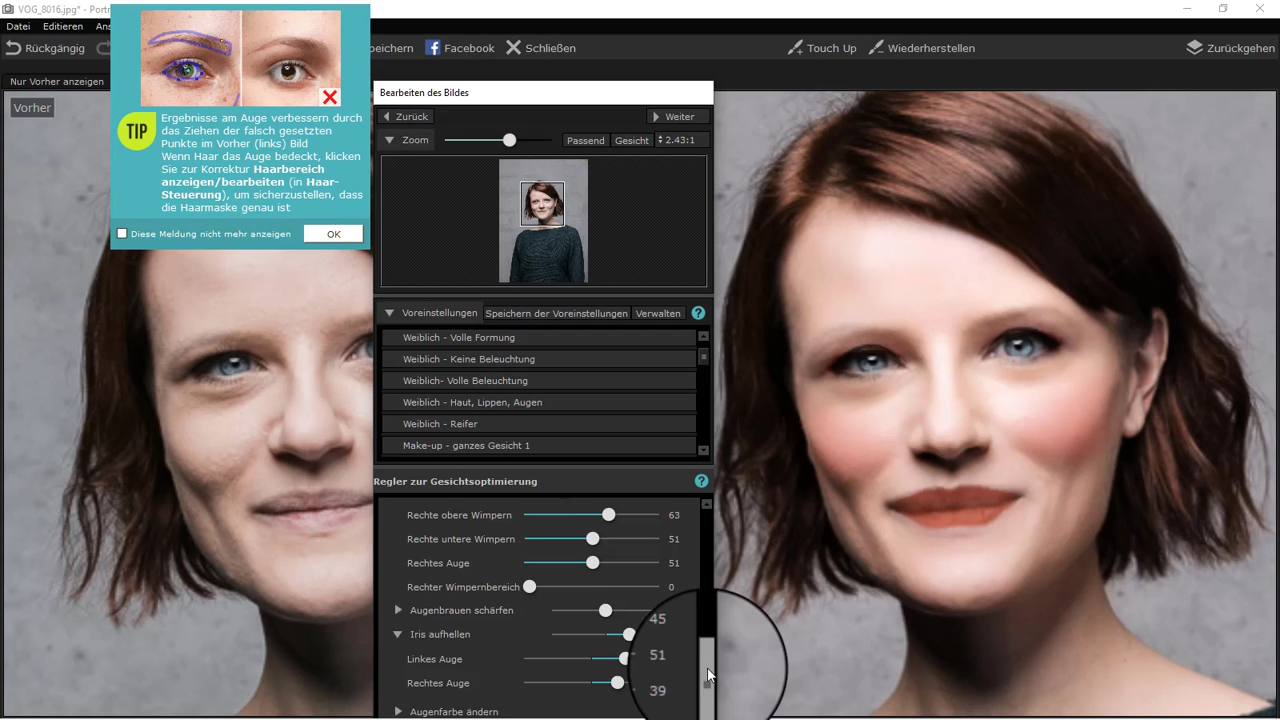 VOG_8016.jpg* - Portr
Datei Editieren Ans
Rückgängig
peichern Facebook Schließen
Touch Up Wiederherstellen Zurückgehen
Nur Vorher anzeigen
Vorher
TIP
Ergebnisse am Auge verbessern durch
das Ziehen der falsch gesetzten
Punkte im Vorher (links) Bild
Wenn Haar das Auge bedeckt, klicken
Sie zur Korrektur Haarbereich
anzeigen/bearbeiten (in Haar-
Steuerung), um sicherzustellen, dass
die Haarmaske genau ist
Diese Meldung nicht mehr anzeigen OK
Bearbeiten des Bildes
Zurück Weiter
Zoom Passend Gesicht 2.43:1
Voreinstellungen Speichern der Voreinstellungen Verwalten ?
Weiblich - Volle Formung
Weiblich - Keine Beleuchtung
Weiblich- Volle Beleuchtung
Weiblich - Haut, Lippen, Augen
Weiblich - Reifer
Make-up - ganzes Gesicht 1
Regler zur Gesichtsoptimierung ?
Rechte obere Wimpern 63
Rechte untere Wimpern 51
Rechtes Auge 51
Rechter Wimpernbereich 0
Augenbrauen schärfen
Iris aufhellen 45
Linkes Auge 51
Rechtes Auge 39
Augenfarbe ändern